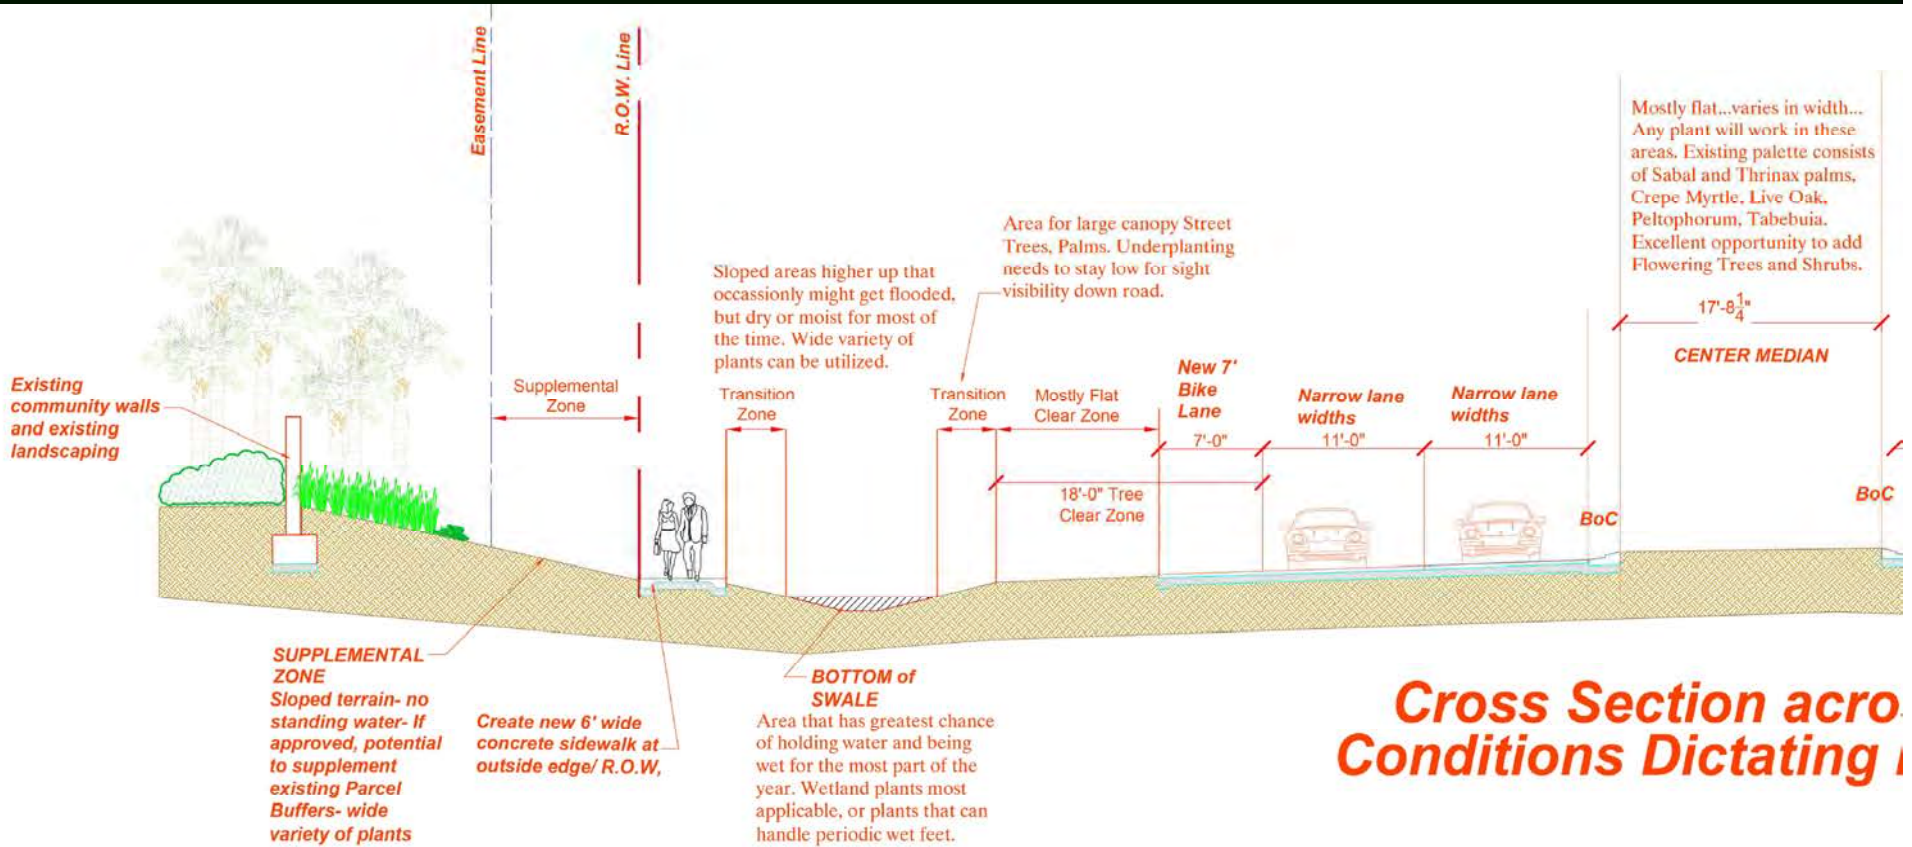 Easement Line
R.O.W. Line
Mostly flat...varies in width...
Any plant will work in these
areas. Existing palette consists
of Sabal and Thrinax palms,
Crepe Myrtle, Live Oak,
Peltophorum, Tabebuia.
Excellent opportunity to add
Flowering Trees and Shrubs.
17'-8 1/4"
CENTER MEDIAN
Area for large canopy Street
Trees, Palms. Underplanting
needs to stay low for sight
visibility down road.
Sloped areas higher up that
occassionly might get flooded,
but dry or moist for most of
the time. Wide variety of
plants can be utilized.
Existing
community walls
and existing
landscaping
Supplemental
Zone
Transition
Zone
Transition
Zone
Mostly Flat
Clear Zone
New 7'
Bike
Lane
7'-0"
Narrow lane
widths
11'-0"
Narrow lane
widths
11'-0"
18'-0" Tree
Clear Zone
BoC
BoC
SUPPLEMENTAL
ZONE
Sloped terrain- no
standing water- If
approved, potential
to supplement
existing Parcel
Buffers- wide
variety of plants
Create new 6' wide
concrete sidewalk at
outside edge/ R.O.W,
BOTTOM of
SWALE
Area that has greatest chance
of holding water and being
wet for the most part of the
year. Wetland plants most
applicable, or plants that can
handle periodic wet feet.
Cross Section acro
Conditions Dictating